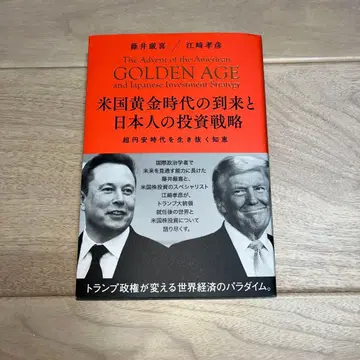 藤井厳喜／江崎孝彦
The Advent of the American
GOLDEN AGE
and Japanese Investment Strategy
米国黄金時代の到来と
日本人の投資戦略
超円安時代を生き抜く知恵
国際政治学者で
未来を見通す能力に長けた
藤井厳喜と、
米国株投資のスペシャリスト
江崎孝彦が、
トランプ大統領
就任後の世界と
米国株投資について
語り尽くす。
トランプ政権が変える世界経済のパラダイム。